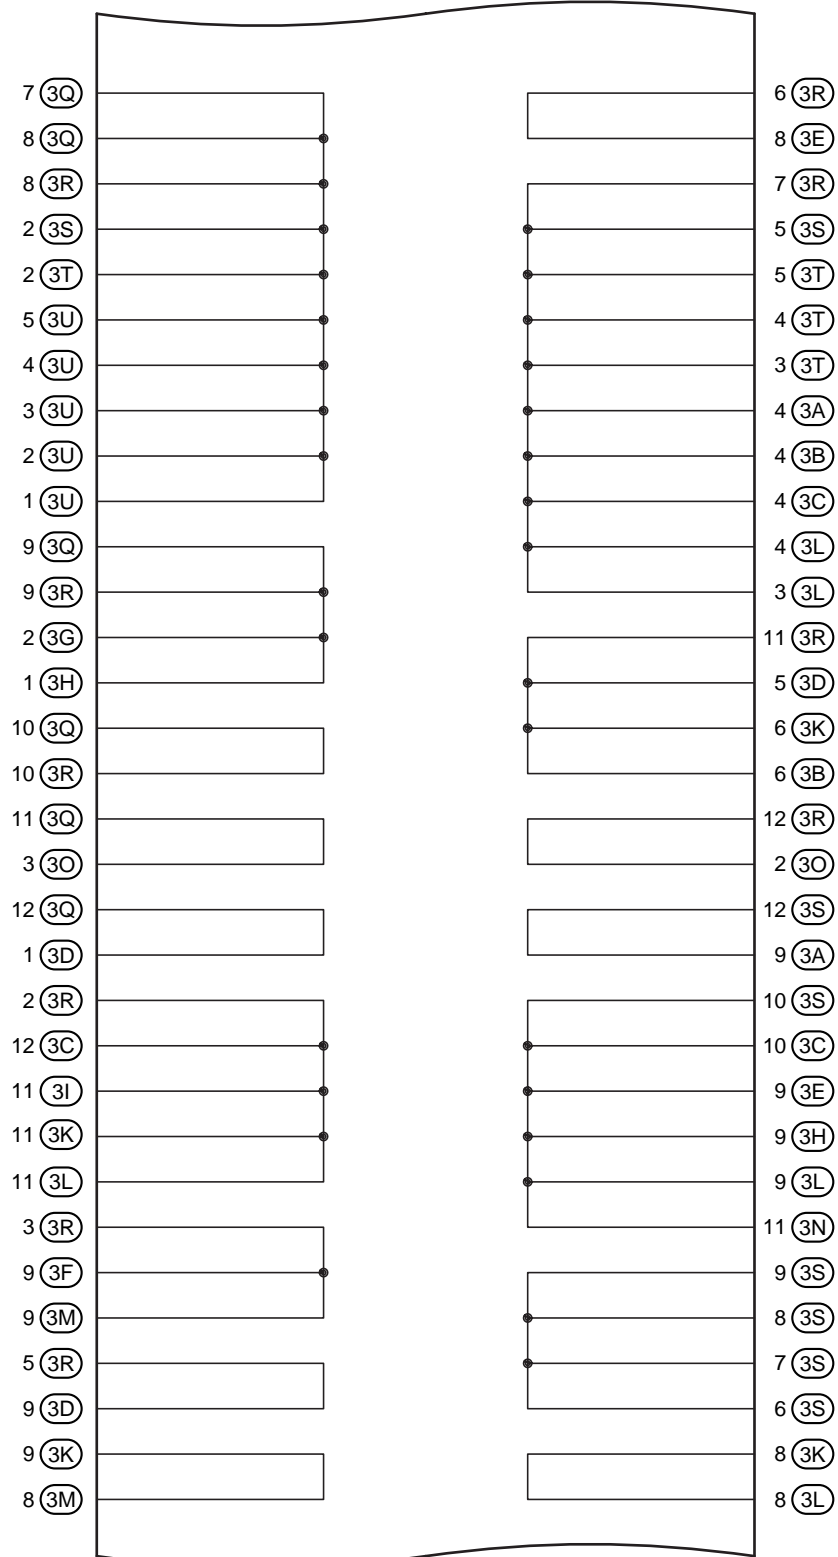 7 3Q 6 3R
8 3Q 8 3E
8 3R 7 3R
2 3S 5 3S
2 3T 5 3T
5 3U 4 3T
4 3U 3 3T
3 3U 4 3A
2 3U 4 3B
1 3U 4 3C
9 3Q 4 3L
9 3R 3 3L
2 3G 11 3R
1 3H 5 3D
10 3Q 6 3K
10 3R 6 3B
11 3Q 12 3R
3 3O 2 3O
12 3Q 12 3S
1 3D 9 3A
2 3R 10 3S
12 3C 10 3C
11 3I 9 3E
11 3K 9 3H
11 3L 9 3L
3 3R 11 3N
9 3F 9 3S
9 3M 8 3S
5 3R 7 3S
9 3D 6 3S
9 3K 8 3K
8 3M 8 3L